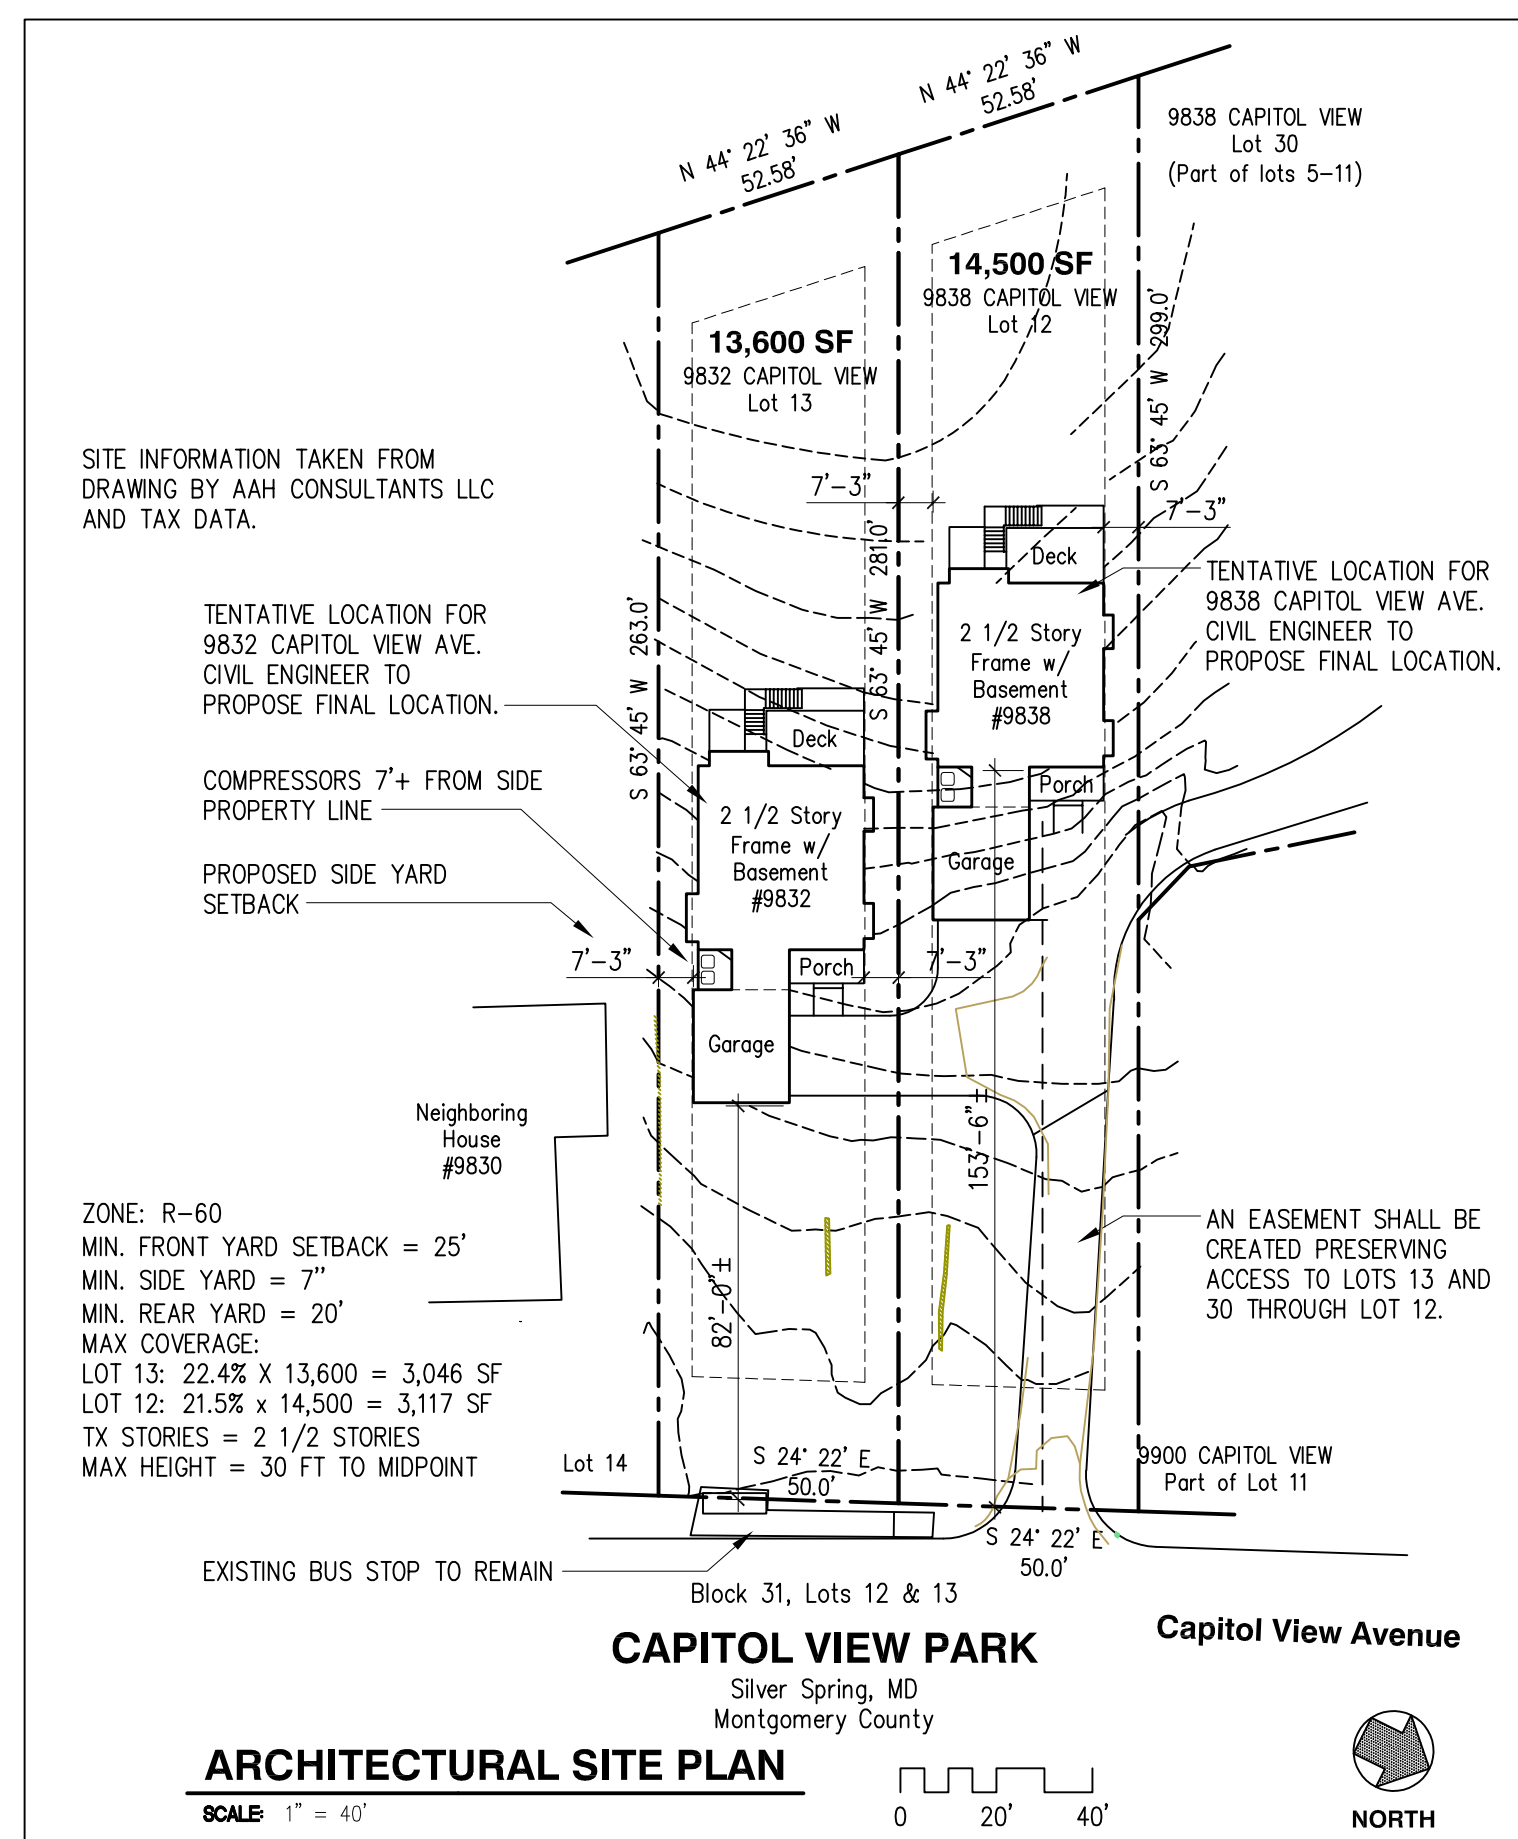 N 44° 22' 36" W
52.58'
N 44° 22' 36" W
52.58'
9838 CAPITOL VIEW
Lot 30
(Part of lots 5-11)
14,500 SF
9838 CAPITOL VIEW
Lot 12
13,600 SF
9832 CAPITOL VIEW
Lot 13
S 63° 45' W 299.0'
S 63° 45' W 281.0'
S 63° 45' W 263.0'
SITE INFORMATION TAKEN FROM
DRAWING BY AAH CONSULTANTS LLC
AND TAX DATA.
7'-3"
7'-3"
Deck
TENTATIVE LOCATION FOR
9838 CAPITOL VIEW AVE.
CIVIL ENGINEER TO
PROPOSE FINAL LOCATION.
TENTATIVE LOCATION FOR
9832 CAPITOL VIEW AVE.
CIVIL ENGINEER TO
PROPOSE FINAL LOCATION.
2 1/2 Story
Frame w/
Basement
#9838
Deck
COMPRESSORS 7'+ FROM SIDE
PROPERTY LINE
Porch
2 1/2 Story
Frame w/
Basement
#9832
Garage
PROPOSED SIDE YARD
SETBACK
7'-3"
Porch
7'-3"
Garage
Neighboring
House
#9830
153'-6"±
82'-0"±
AN EASEMENT SHALL BE
CREATED PRESERVING
ACCESS TO LOTS 13 AND
30 THROUGH LOT 12.
ZONE: R-60
MIN. FRONT YARD SETBACK = 25'
MIN. SIDE YARD = 7"
MIN. REAR YARD = 20'
MAX COVERAGE:
LOT 13: 22.4% X 13,600 = 3,046 SF
LOT 12: 21.5% x 14,500 = 3,117 SF
TX STORIES = 2 1/2 STORIES
MAX HEIGHT = 30 FT TO MIDPOINT
Lot 14
S 24° 22' E
50.0'
9900 CAPITOL VIEW
Part of Lot 11
S 24° 22' E
50.0'
EXISTING BUS STOP TO REMAIN
Block 31, Lots 12 & 13
CAPITOL VIEW PARK
Capitol View Avenue
Silver Spring, MD
Montgomery County
ARCHITECTURAL SITE PLAN
SCALE: 1" = 40'
0 20' 40'
NORTH